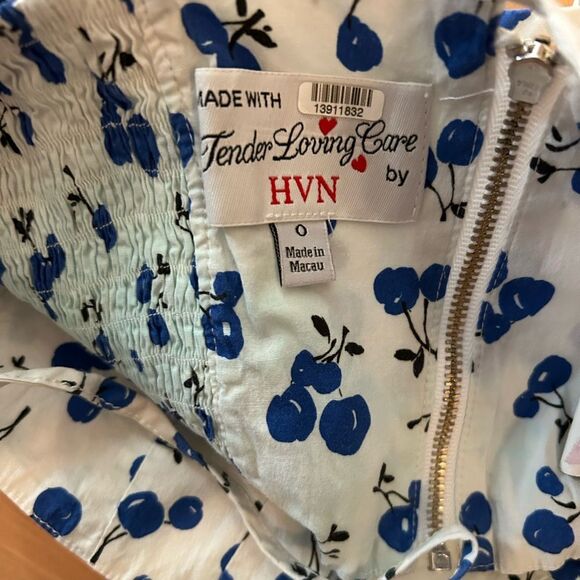 MADE WITH
13911832
Tender Loving Care
by
HVN
0
Made in
Macau